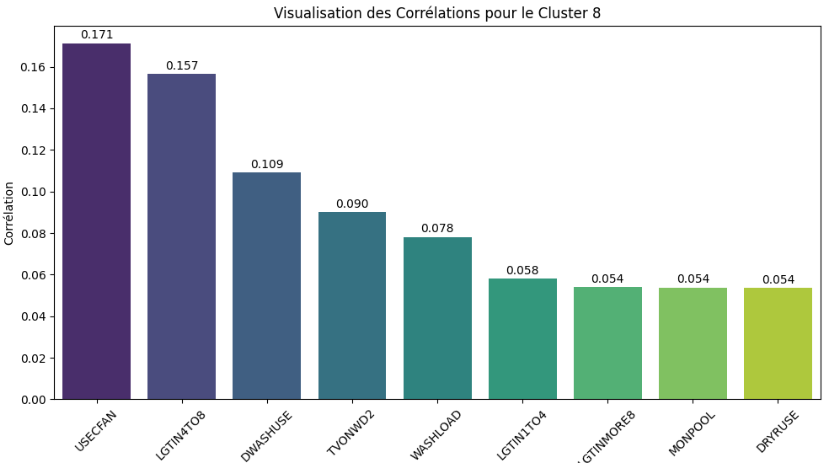 Visualisation des Corrélations pour le Cluster 8
Corrélation
0.16
0.14
0.12
0.10
0.08
0.06
0.04
0.02
0.00
0.171
0.157
0.109
0.090
0.078
0.058
0.054
0.054
0.054
USECFAN
LGTIN4TO8
DWASHUSE
TVONWD2
WASHLOAD
LGTIN1TO4
LGTINMORE8
MONPOOL
DRYRUSE